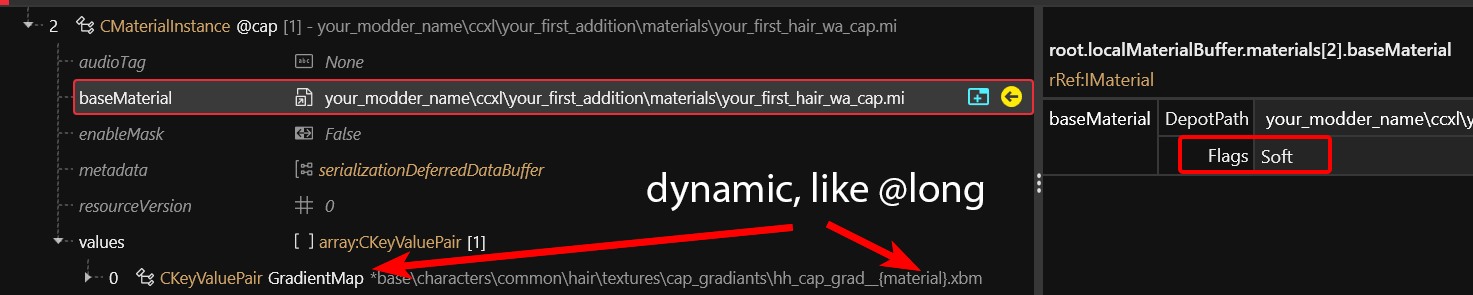 2 CMaterialInstance @cap [1] - your_modder_name\ccxl\your_first_addition\materials\your_first_hair_wa_cap.mi
audioTag abc None
baseMaterial your_modder_name\ccxl\your_first_addition\materials\your_first_hair_wa_cap.mi
enableMask False
metadata serializationDeferredDataBuffer
resourceVersion 0
values [ ] array:CKeyValuePair [1]
0 CKeyValuePair GradientMap *base\characters\common\hair\textures\cap_gradiants\hh_cap_grad__{material}.xbm
dynamic, like @long
root.localMaterialBuffer.materials[2].baseMaterial
rRef:IMaterial
baseMaterial DepotPath your_modder_name\ccxl\y
Flags Soft